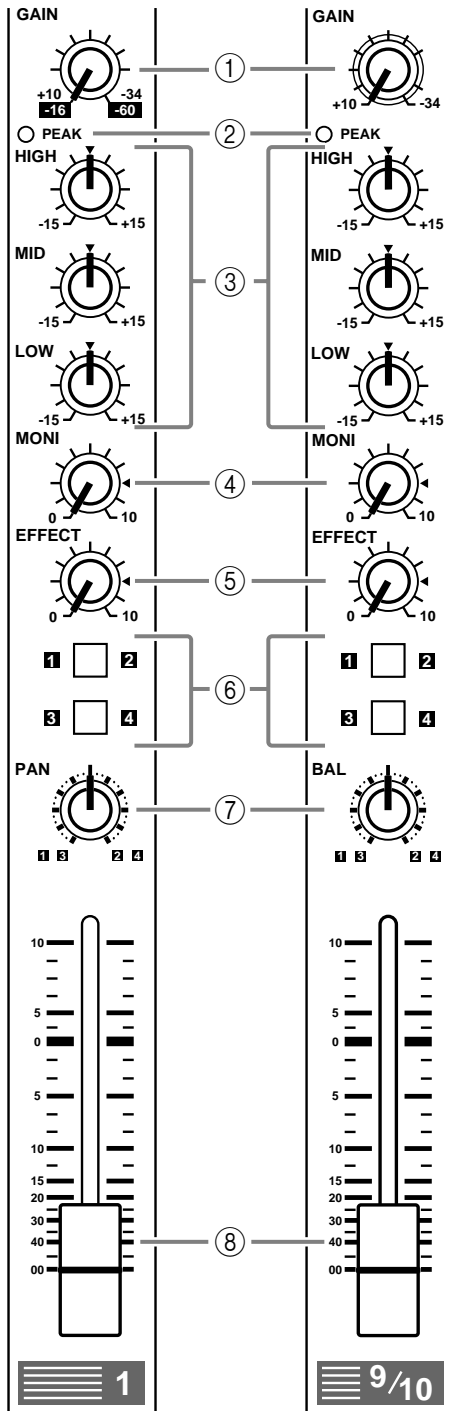 GAIN
+10 -34
-16 -60
PEAK
HIGH
-15 +15
MID
-15 +15
LOW
-15 +15
MONI
0 10
EFFECT
0 10
1 2
3 4
PAN
1 3 2 4
10
5
0
5
10
15
20
30
40
00
1
①
②
③
④
⑤
⑥
⑦
⑧
GAIN
+10 -34
PEAK
HIGH
-15 +15
MID
-15 +15
LOW
-15 +15
MONI
0 10
EFFECT
0 10
1 2
3 4
BAL
1 3 2 4
10
5
0
5
10
15
20
30
40
00
9/10